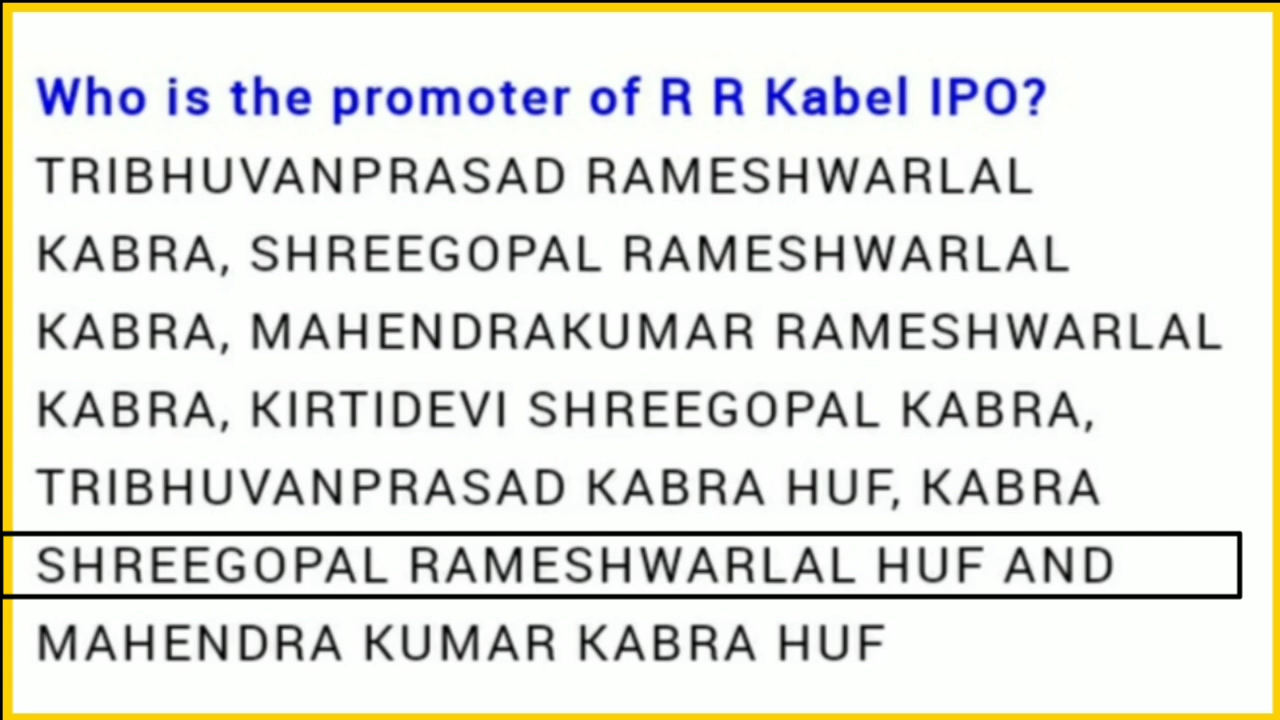 Who is the promoter of R R Kabel IPO?
TRIBHUVANPRASAD RAMESHWARLAL
KABRA, SHREEGOPAL RAMESHWARLAL
KABRA, MAHENDRAKUMAR RAMESHWARLAL
KABRA, KIRTIDEVI SHREEGOPAL KABRA,
TRIBHUVANPRASAD KABRA HUF, KABRA
SHREEGOPAL RAMESHWARLAL HUF AND
MAHENDRA KUMAR KABRA HUF